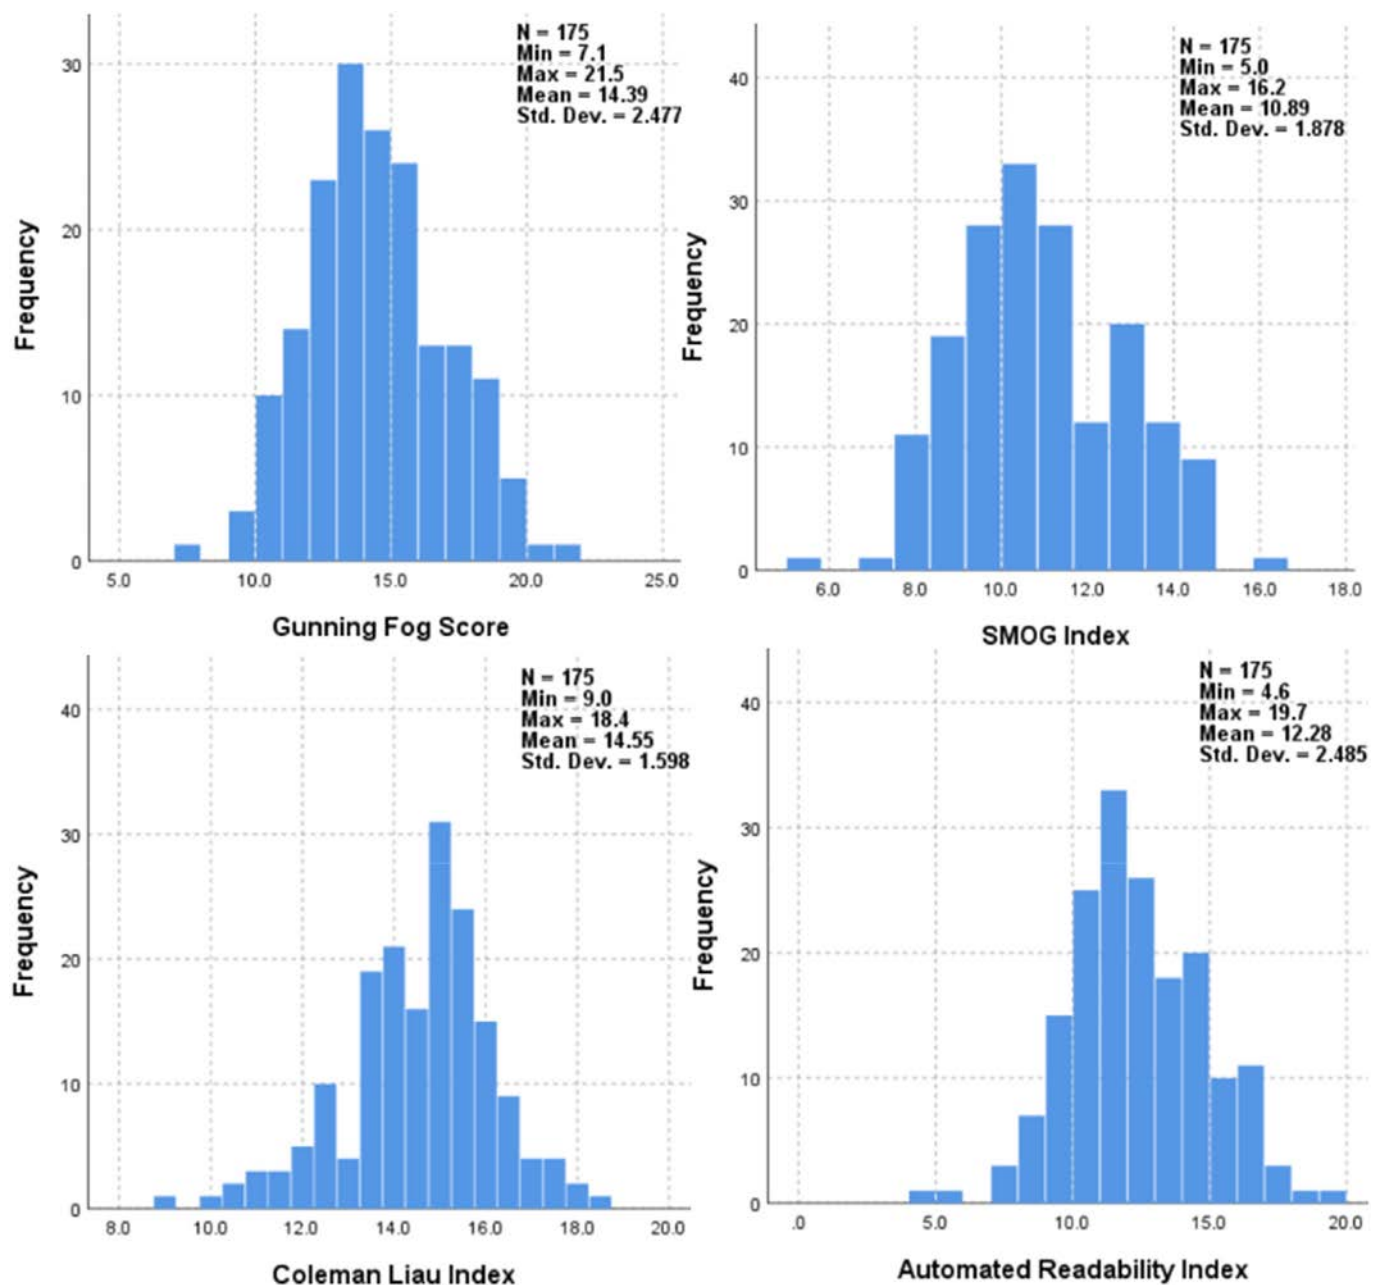 N = 175
Min = 7.1
Max = 21.5
Mean = 14.39
Std. Dev. = 2.477
30
20
10
0
Frequency
5.0 10.0 15.0 20.0 25.0
Gunning Fog Score
N = 175
Min = 5.0
Max = 16.2
Mean = 10.89
Std. Dev. = 1.878
40
30
20
10
0
Frequency
6.0 8.0 10.0 12.0 14.0 16.0 18.0
SMOG Index
N = 175
Min = 9.0
Max = 18.4
Mean = 14.55
Std. Dev. = 1.598
40
30
20
10
0
Frequency
8.0 10.0 12.0 14.0 16.0 18.0 20.0
Coleman Liau Index
N = 175
Min = 4.6
Max = 19.7
Mean = 12.28
Std. Dev. = 2.485
40
30
20
10
0
Frequency
.0 5.0 10.0 15.0 20.0
Automated Readability Index